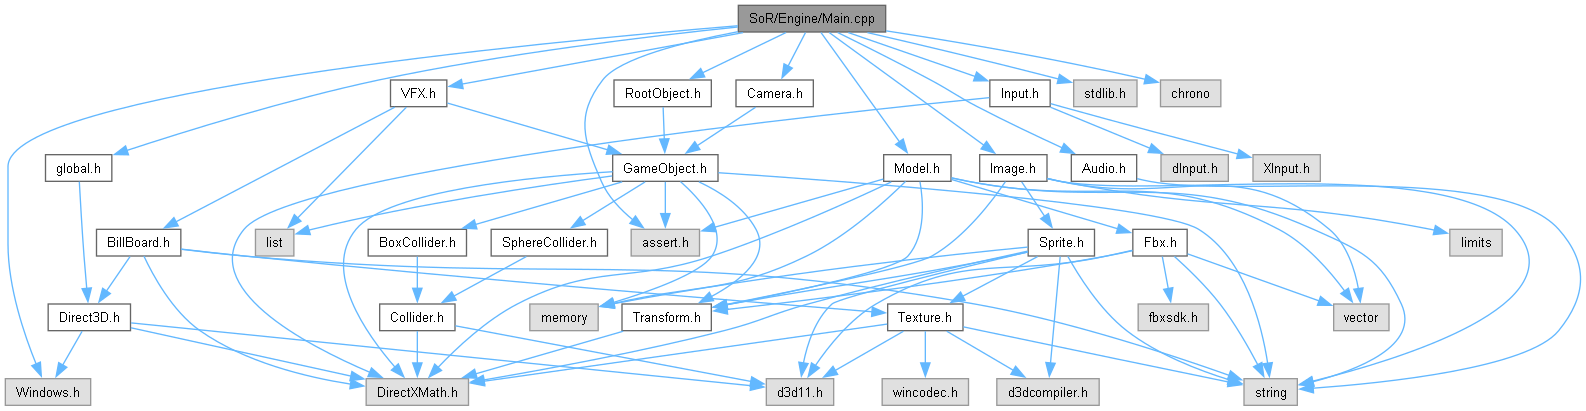 SoR/Engine/Main.cpp
VFX.h
RootObject.h
Camera.h
Input.h
stdlib.h
chrono
global.h
GameObject.h
Model.h
Image.h
Audio.h
dInput.h
XInput.h
BillBoard.h
list
BoxCollider.h
SphereCollider.h
assert.h
Sprite.h
Fbx.h
limits
Direct3D.h
Collider.h
memory
Transform.h
Texture.h
fbxsdk.h
vector
Windows.h
DirectXMath.h
d3d11.h
wincodec.h
d3dcompiler.h
string